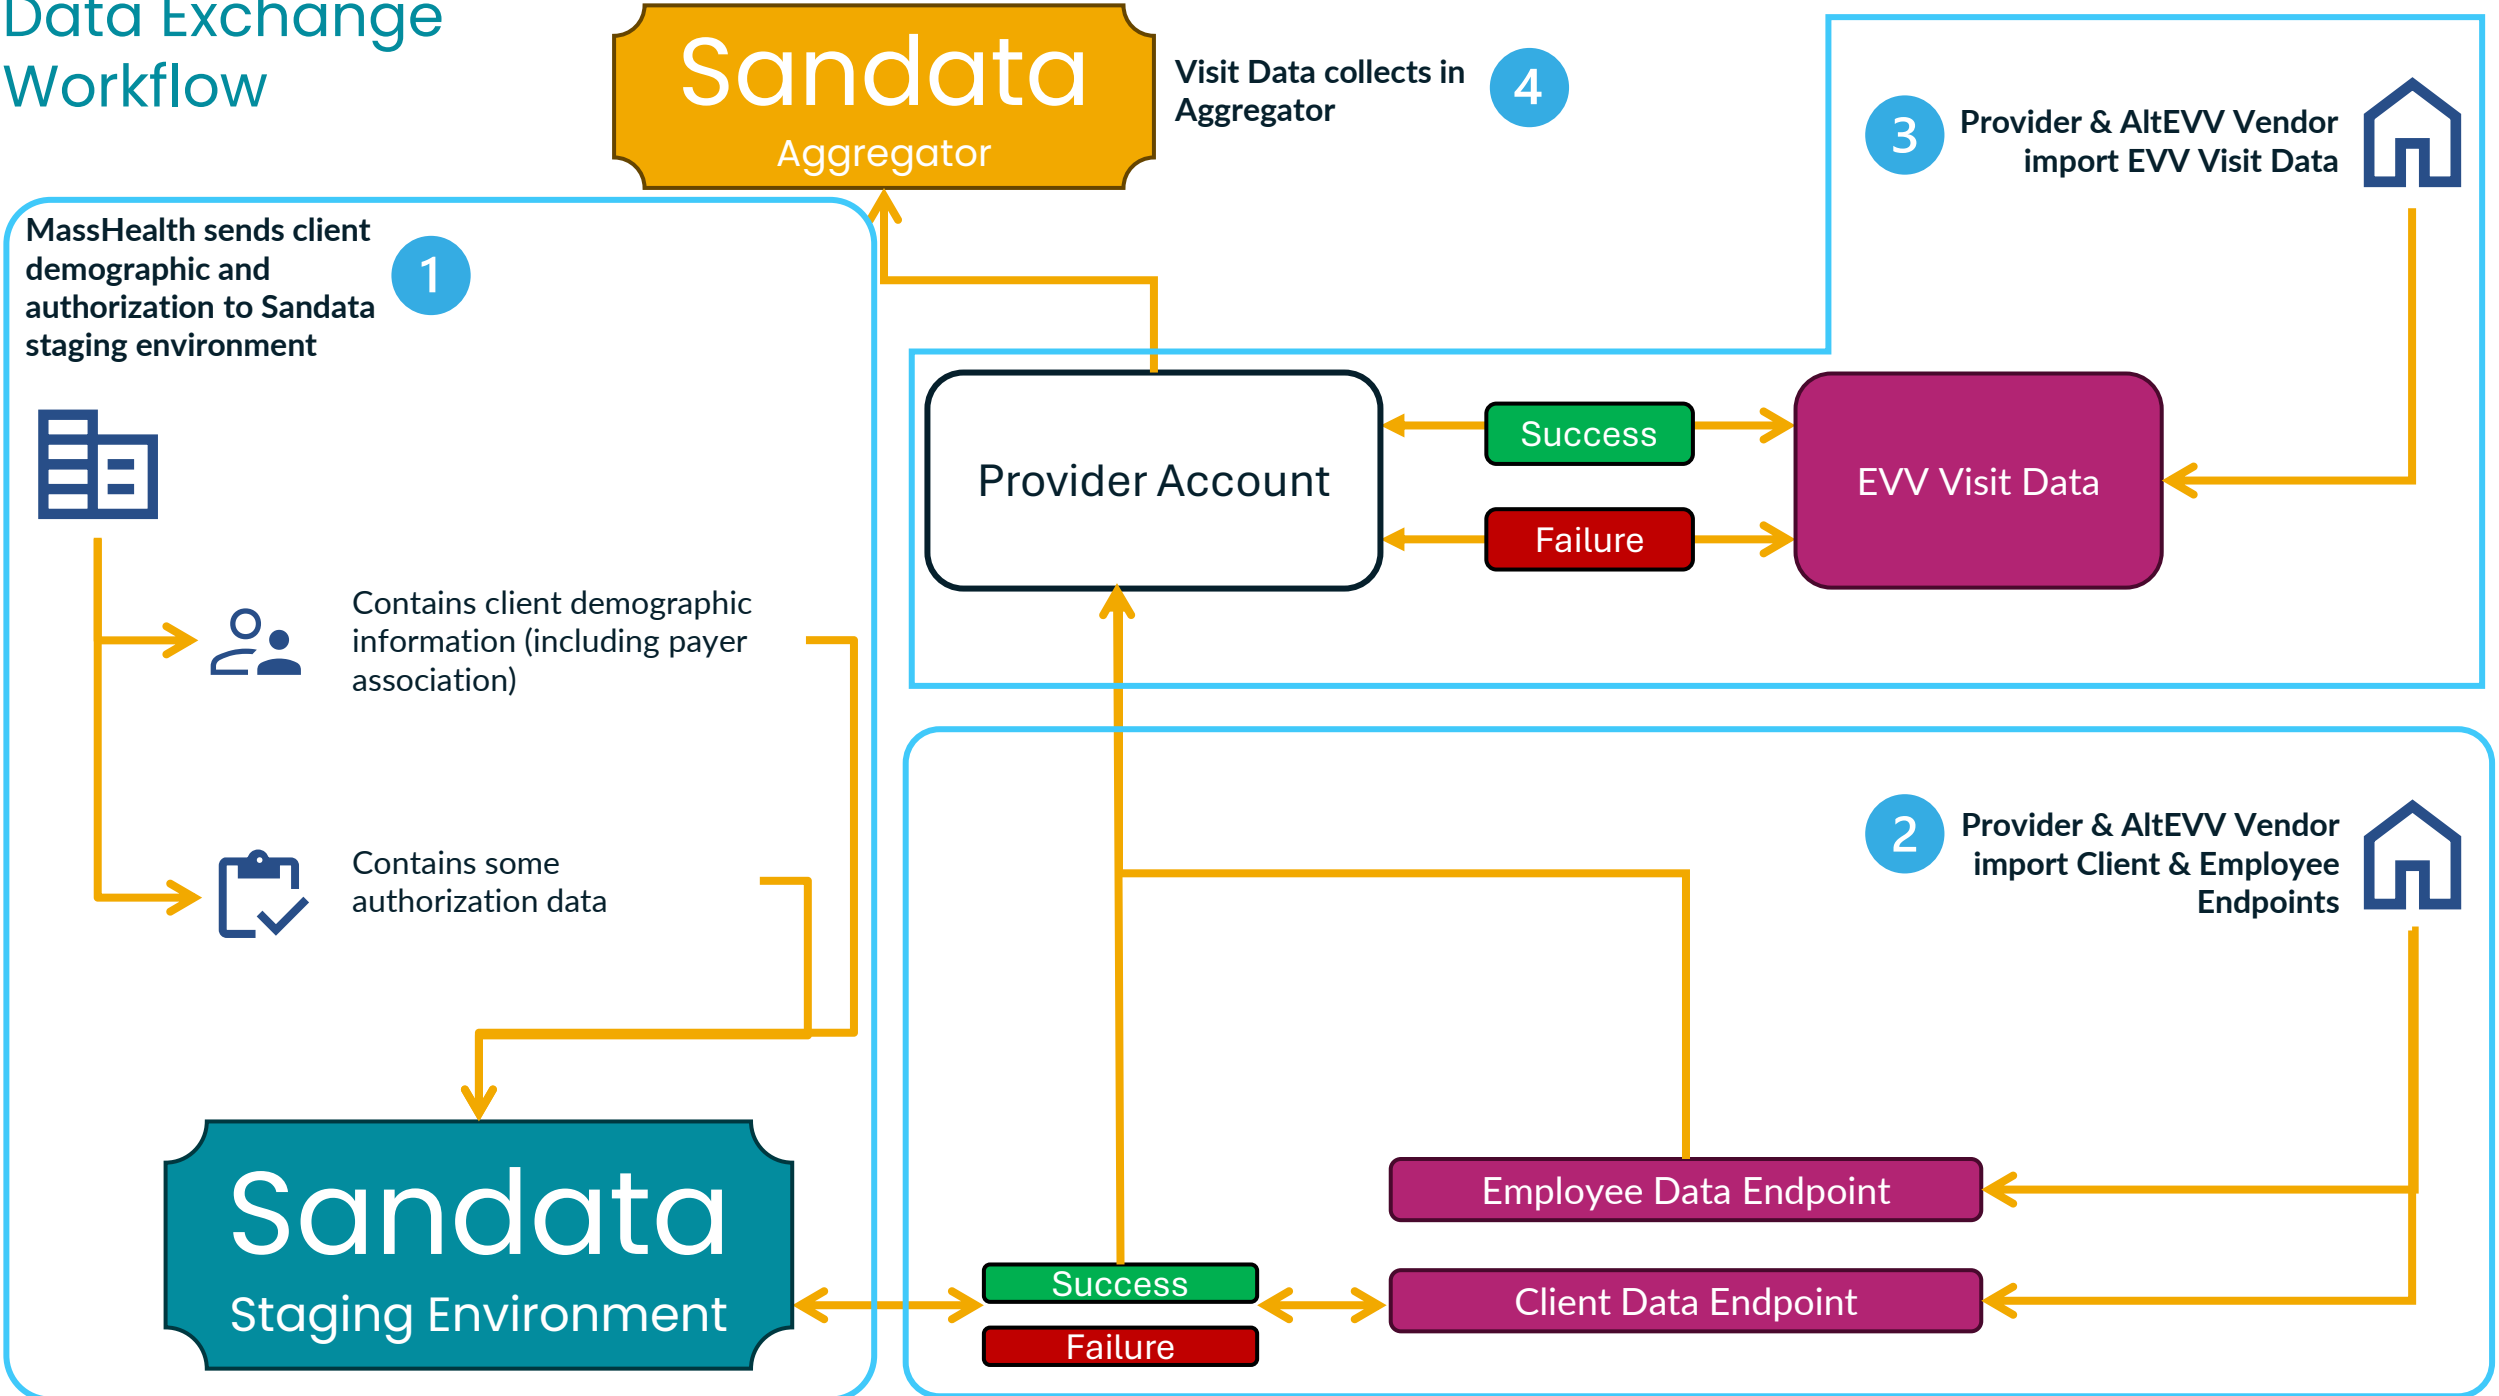 Data Exchange
Workflow
Sandata
Aggregator
Visit Data collects in
Aggregator
4
3
Provider & AltEVV Vendor
import EVV Visit Data
MassHealth sends client
demographic and
authorization to Sandata
staging environment
1
Provider Account
Success
Failure
EVV Visit Data
Contains client demographic
information (including payer
association)
Contains some
authorization data
2
Provider & AltEVV Vendor
import Client & Employee
Endpoints
Sandata
Staging Environment
Success
Failure
Employee Data Endpoint
Client Data Endpoint